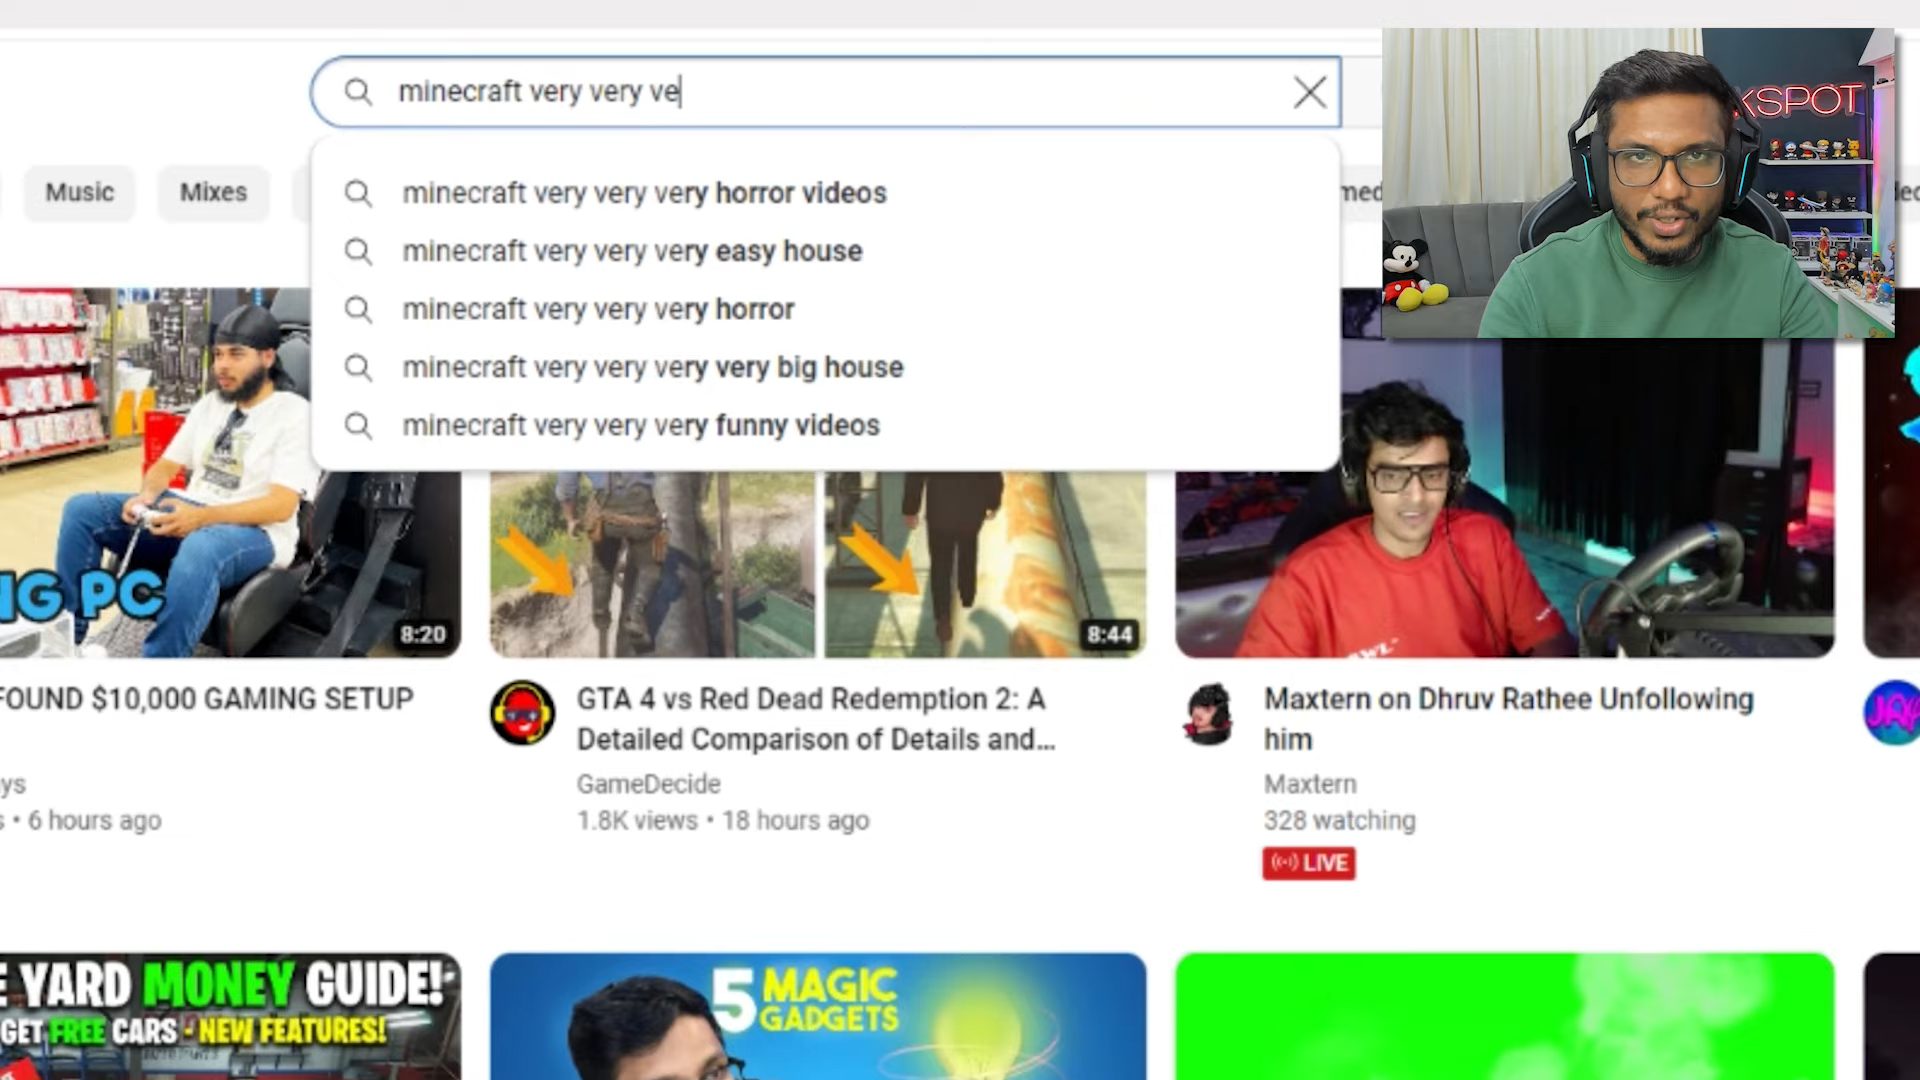 minecraft very very ve
KSPOT
Music
Mixes
minecraft very very very horror videos
minecraft very very very easy house
minecraft very very very horror
minecraft very very very very big house
minecraft very very very funny videos
NG PC
8:20
8:44
FOUND $10,000 GAMING SETUP
GTA 4 vs Red Dead Redemption 2: A
Detailed Comparison of Details and...
Maxtern on Dhruv Rathee Unfollowing
him
ys
GameDecide
Maxtern
s • 6 hours ago
1.8K views • 18 hours ago
328 watching
LIVE
E YARD MONEY GUIDE!
GET FREE CARS - NEW FEATURES!
5 MAGIC
GADGETS